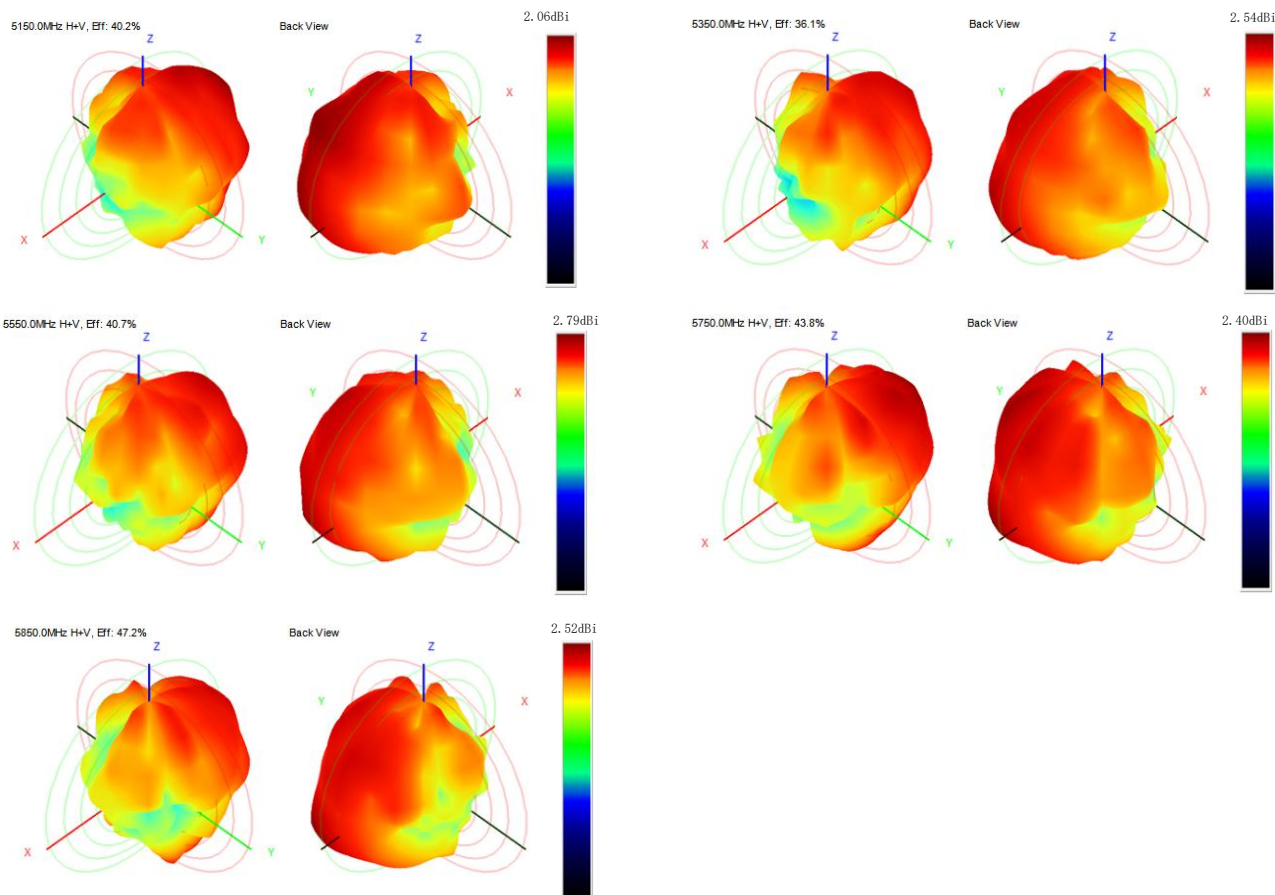 5150.0MHz H+V, Eff: 40.2%
Back View
2.06dBi
Z
Y
X
X
Y
5350.0MHz H+V, Eff: 36.1%
Back View
2.54dBi
Z
Z
Y
X
X
Y
5550.0MHz H+V, Eff: 40.7%
Back View
2.79dBi
Z
Z
Y
X
X
Y
5750.0MHz H+V, Eff: 43.8%
Back View
2.40dBi
Z
Z
Y
X
X
Y
5850.0MHz H+V, Eff: 47.2%
Back View
2.52dBi
Z
Z
Y
X
X
Y
Z